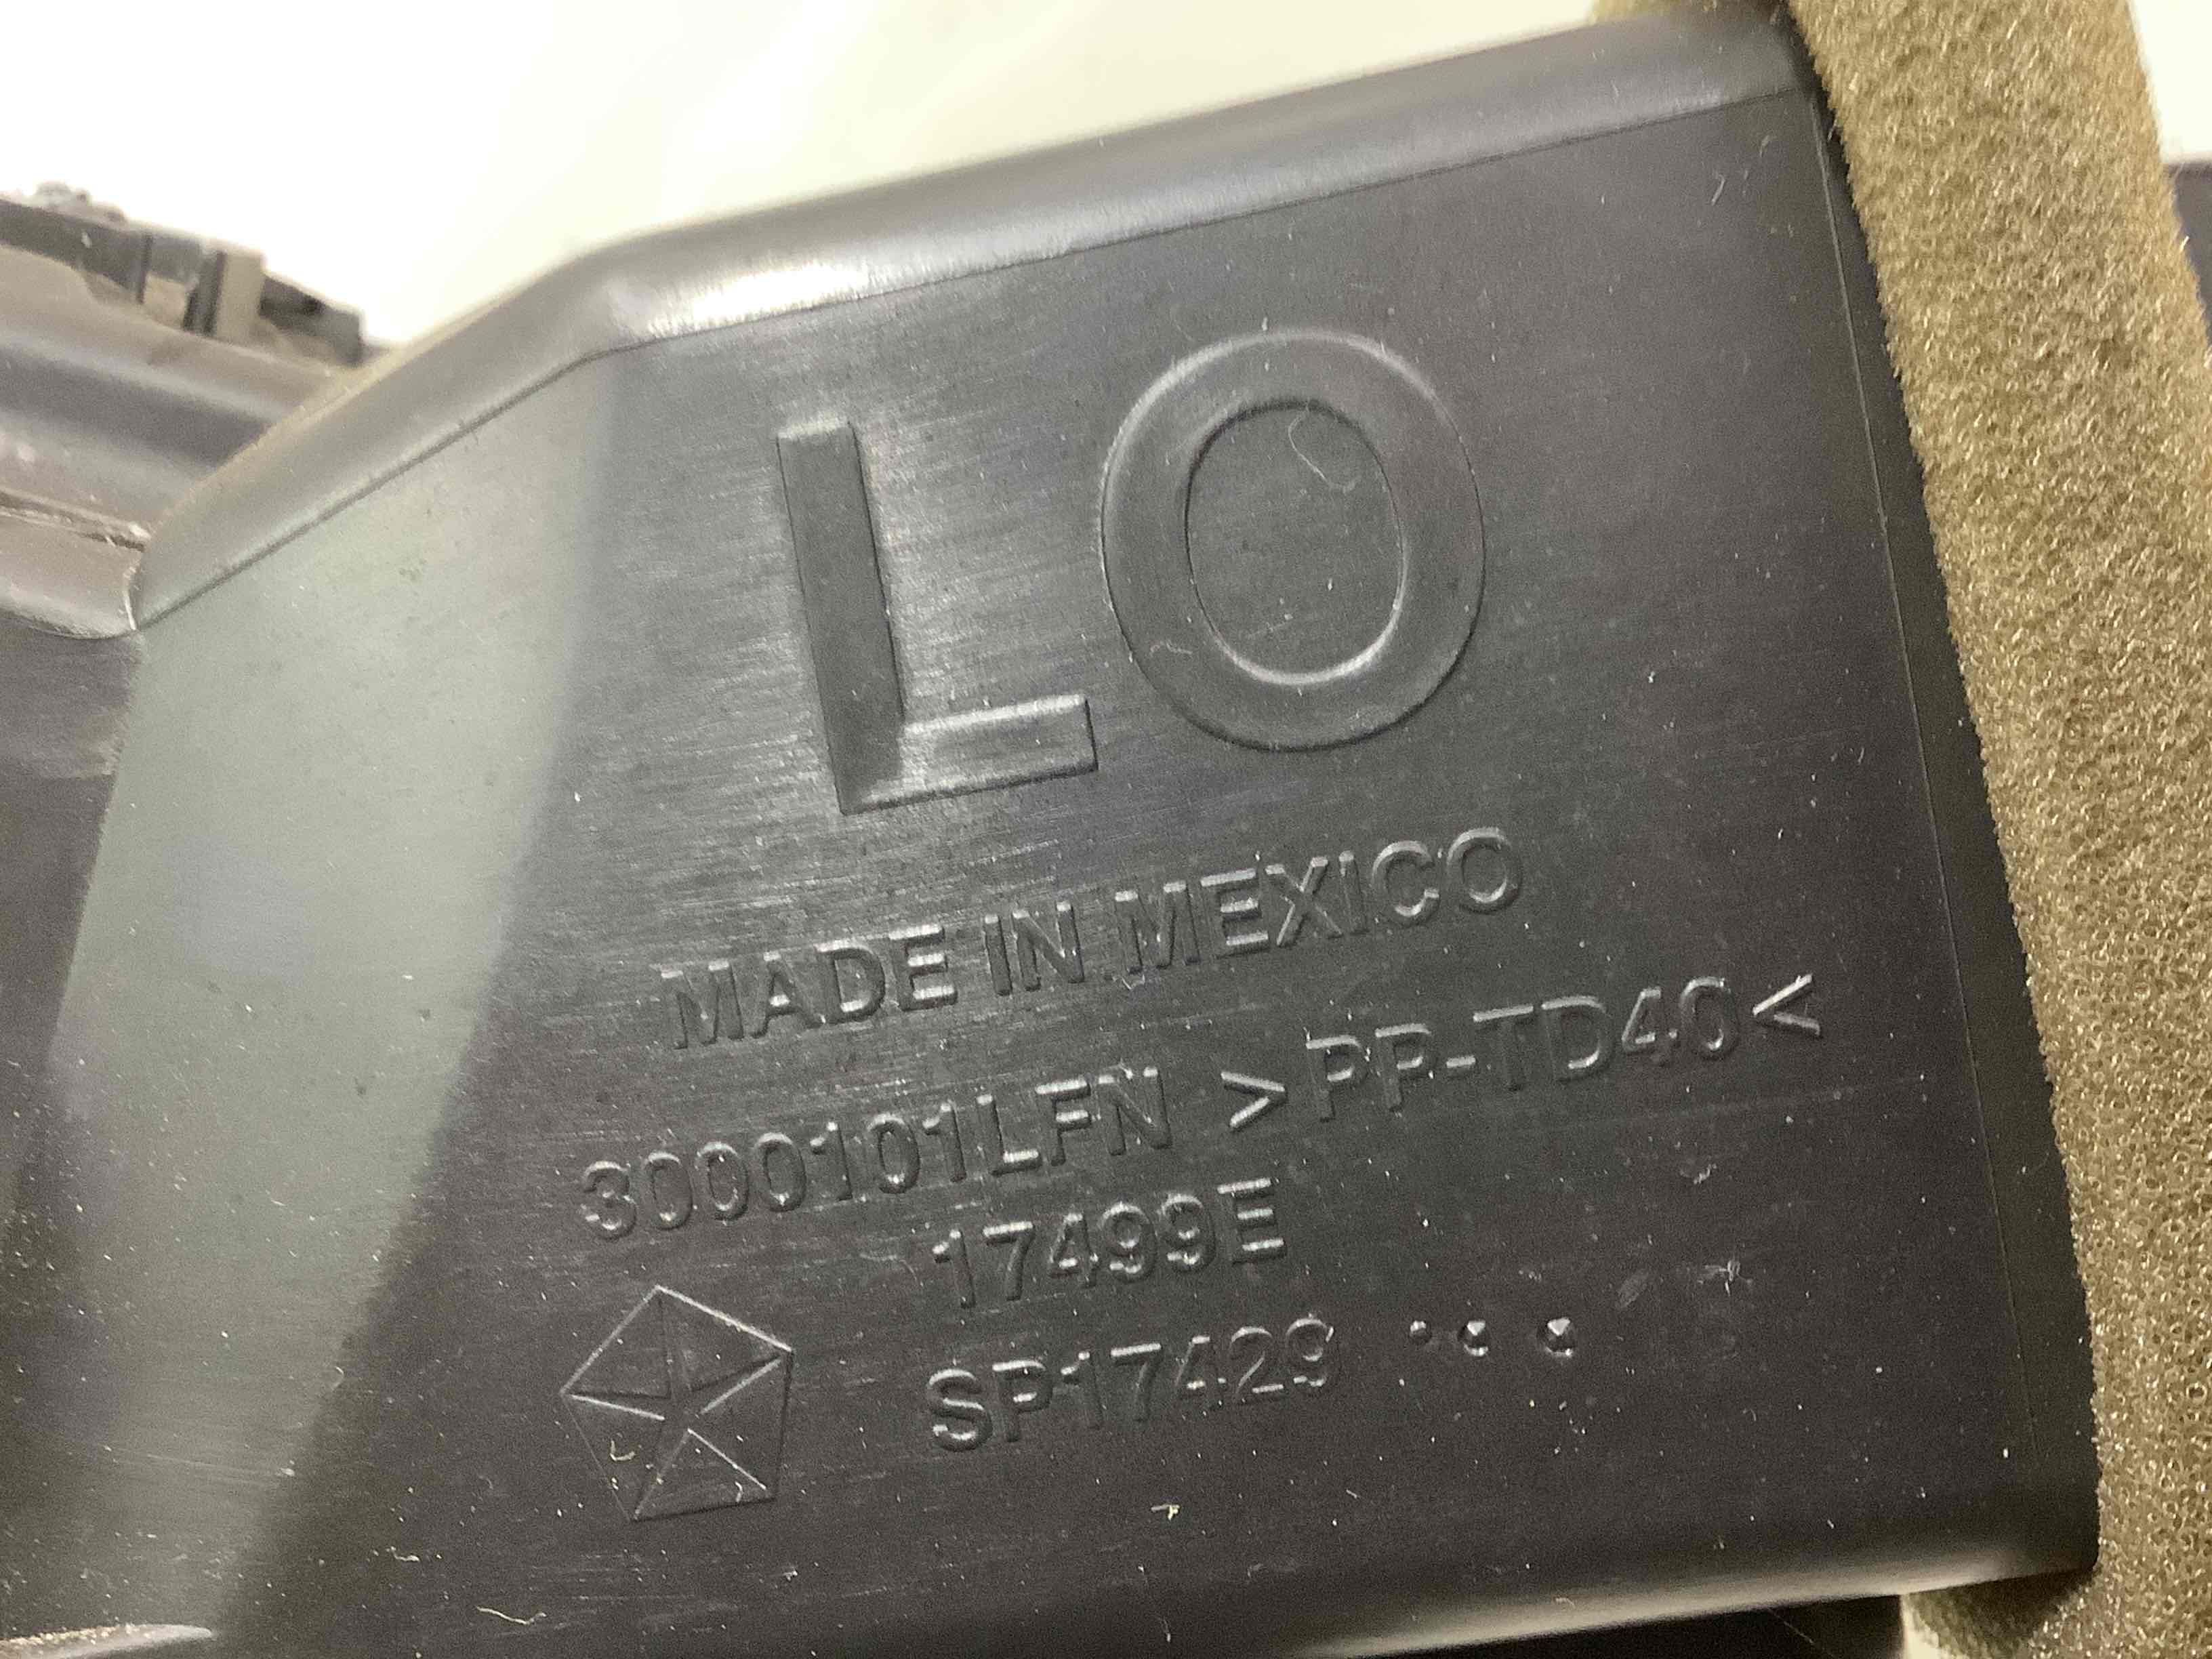 LO
MADE IN MEXICO
3000101LFN >PP-TD40<
17499E
SP17429